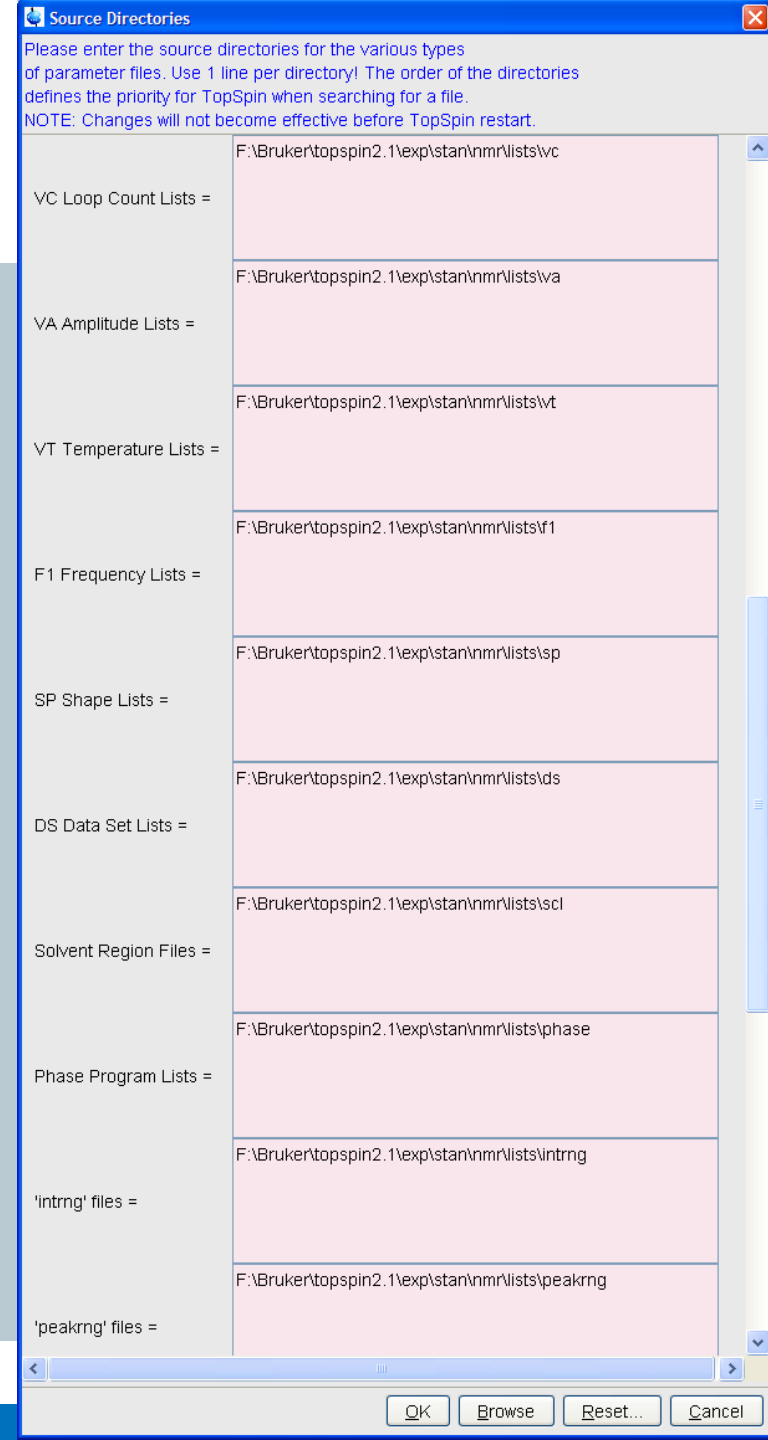 Source Directories
Please enter the source directories for the various types
of parameter files. Use 1 line per directory! The order of the directories
defines the priority for TopSpin when searching for a file.
NOTE: Changes will not become effective before TopSpin restart.
F:\Bruker\topspin2.1\exp\stan\nmr\lists\vc
VC Loop Count Lists =
F:\Bruker\topspin2.1\exp\stan\nmr\lists\va
VA Amplitude Lists =
F:\Bruker\topspin2.1\exp\stan\nmr\lists\vt
VT Temperature Lists =
F:\Bruker\topspin2.1\exp\stan\nmr\lists\f1
F1 Frequency Lists =
F:\Bruker\topspin2.1\exp\stan\nmr\lists\sp
SP Shape Lists =
F:\Bruker\topspin2.1\exp\stan\nmr\lists\ds
DS Data Set Lists =
F:\Bruker\topspin2.1\exp\stan\nmr\lists\scl
Solvent Region Files =
F:\Bruker\topspin2.1\exp\stan\nmr\lists\phase
Phase Program Lists =
F:\Bruker\topspin2.1\exp\stan\nmr\lists\intrng
'intrng' files =
F:\Bruker\topspin2.1\exp\stan\nmr\lists\peakrng
'peakrng' files =
OK Browse Reset... Cancel